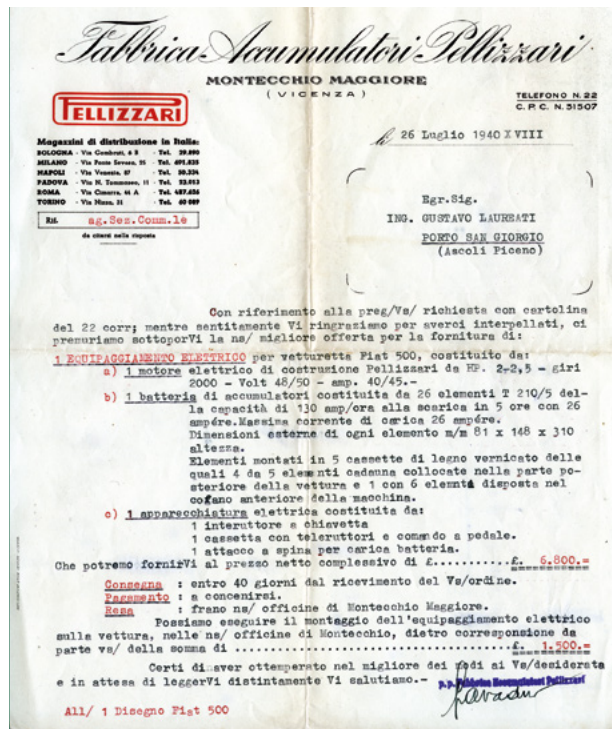 Fabbrica Accumulatori Pellizzari
MONTECCHIO MAGGIORE
(VICENZA)
TELEFONO N. 22
C. P. C. N. 51507
PELLIZZARI
Magazzini di distribuzione in Italia:
BOLOGNA - Via Gombruti, 6 B - Tel. 29.890
MILANO - Via Ponte Seveso, 25 - Tel. 691.835
NAPOLI - Via Venezia, 87 - Tel. 50.334
PADOVA - Via N. Tommaseo, 11 - Tel. 23.013
ROMA - Via Cimarra, 44 A - Tel. 487.626
TORINO - Via Nizza, 31 - Tel. 60 089
Rif. ag.Sez.Comm.le
da citarsi nella risposta
li 26 Luglio 1940 XVIII
Egr.Sig.
ING. GUSTAVO LAUREATI
PORTO SAN GIORGIO
(Ascoli Piceno)
Con riferimento alla preg/Vs/ richiesta con cartolina
del 22 corr; mentre sentitamente Vi ringraziamo per averci interpellati, ci
premuriamo sottoporVi la ns/ migliore offerta per la fornitura di:
1 EQUIPAGGIAMENTO ELETTRICO per vetturetta Fiat 500, costituito da:
a) 1 motore elettrico di costruzione Pellizzari da HP. 2-2,5 - giri
2000 - Volt 48/50 - amp. 40/45.-
b) 1 batteria di accumulatori costituita da 26 elementi T 210/5 del-
la capacità di 130 amp/ora alla scarica in 5 ore con 26
ampére.Massima corrente di carica 26 ampére.
Dimensioni esterne di ogni elemento m/m 81 x 148 x 310
altezza.
Elementi montati in 5 cassette di legno vernicato delle
quali 4 da 5 elementi cadauna collocate nella parte po-
steriore della vettura e 1 con 6 elemnti disposta nel
cofano anteriore della macchina.
c) 1 apparecchiatura elettrica costituita da:
1 interuttore a chiavetta
1 cassetta con teleruttori e comando a pedale.
1 attacco a spina per carica batteria.
Che potremo fornirVi al prezzo netto complessivo di £...........£. 6.800.=
Consegna : entro 40 giorni dal ricevimento del Vs/ordine.
Pagamento : a concenirsi.
Resa : frano ns/ officine di Montecchio Maggiore.
Possiamo eseguire il montaggio dell'equipaggiamento elettrico
sulla vettura, nelle ns/ officine di Montecchio, dietro corresponsione da
parte vs/ della somma di ....................................£. 1.500.=
Certi di aver ottemperato nel migliore dei modi ai Vs/desiderata
e in attesa di leggerVi distintamente Vi salutiamo.-
p.p. Fabbrica Accumulatori Pellizzari
All/ 1 Disegno Fiat 500